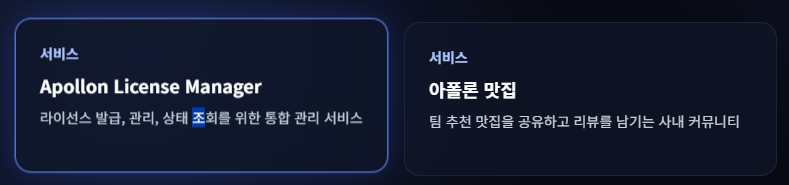 서비스
Apollon License Manager
라이선스 발급, 관리, 상태 조회를 위한 통합 관리 서비스
서비스
아폴론 맛집
팀 추천 맛집을 공유하고 리뷰를 남기는 사내 커뮤니티